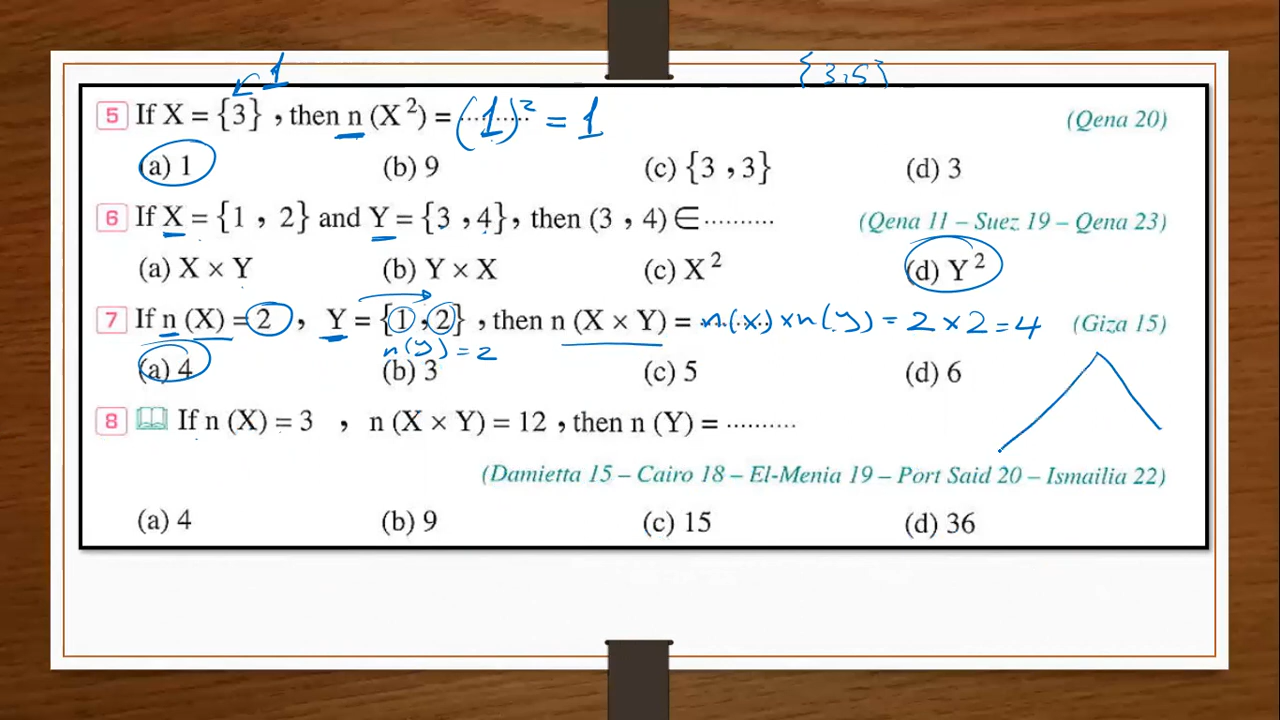 1 {3,5}
5 If X = {3} , then n (X²) = .......... (1)² = 1 (Qena 20)
(a) 1 (b) 9 (c) {3 , 3} (d) 3
6 If X = {1 , 2} and Y = {3 , 4}, then (3 , 4) ∈ .......... (Qena 11 – Suez 19 – Qena 23)
(a) X × Y (b) Y × X (c) X² (d) Y²
7 If n (X) = 2 , Y = {1 , 2} , then n (X × Y) = .......... n(x) × n(y) = 2 × 2 = 4 (Giza 15)
n(y) = 2
(a) 4 (b) 3 (c) 5 (d) 6
8 If n (X) = 3 , n (X × Y) = 12 , then n (Y) = ..........
(Damietta 15 – Cairo 18 – El-Menia 19 – Port Said 20 – Ismailia 22)
(a) 4 (b) 9 (c) 15 (d) 36